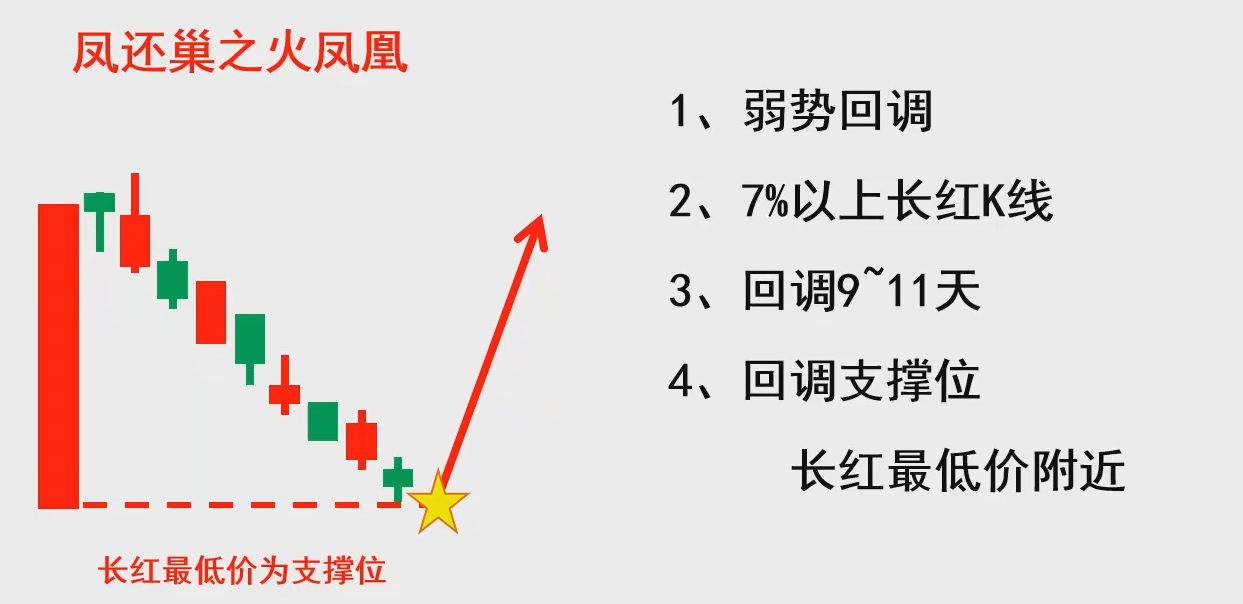 凤还巢之火凤凰
1、弱势回调
2、7%以上长红K线
3、回调9~11天
4、回调支撑位
长红最低价附近
长红最低价为支撑位